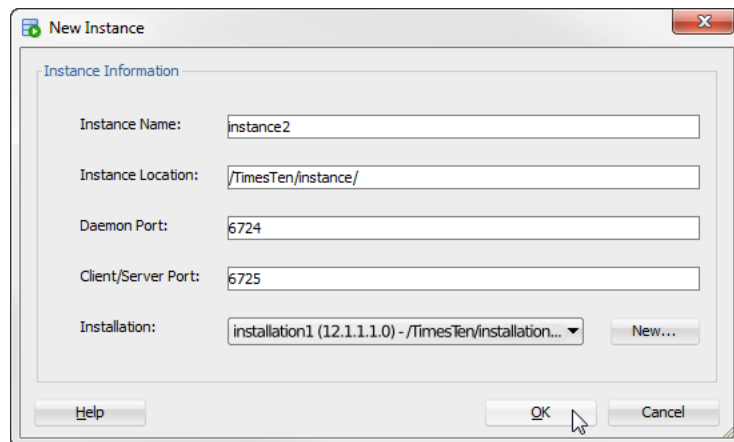 New Instance
Instance Information
Instance Name: instance2
Instance Location: /TimesTen/instance/
Daemon Port: 6724
Client/Server Port: 6725
Installation: installation1 (12.1.1.1.0) - /TimesTen/installation... New...
Help OK Cancel